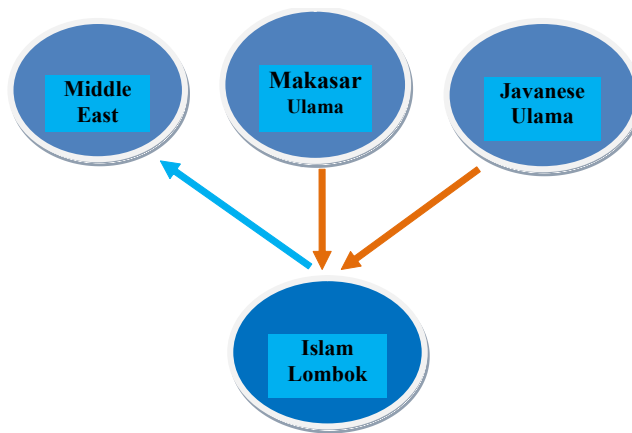 Middle
East
Makasar
Ulama
Javanese
Ulama
Islam
Lombok